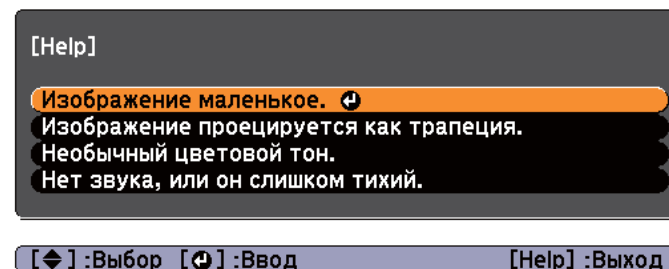 [Help]
Изображение маленькое.
Изображение проецируется как трапеция.
Необычный цветовой тон.
Нет звука, или он слишком тихий.
[◆] :Выбор [↵] :Ввод [Help] :Выход